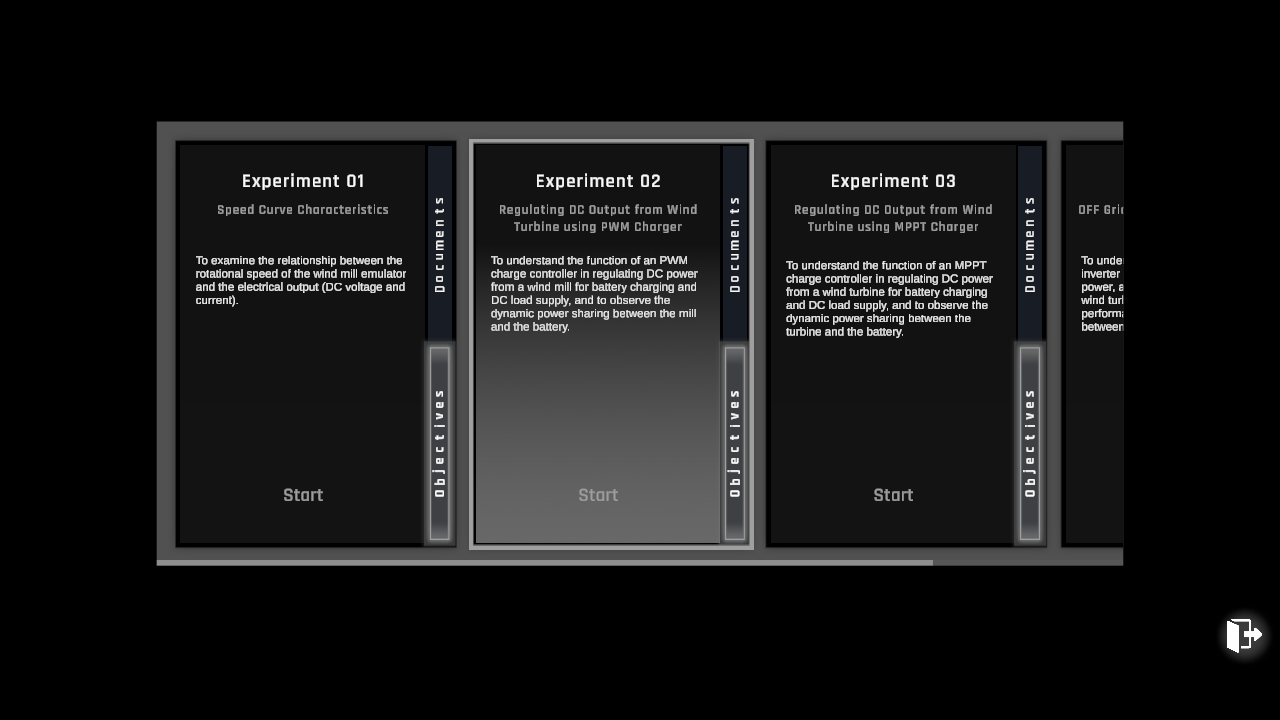 Experiment 01
Speed Curve Characteristics
To examine the relationship between the
rotational speed of the wind mill emulator
and the electrical output (DC voltage and
current).
Start
Documents
Objectives
Experiment 02
Regulating DC Output from Wind
Turbine using PWM Charger
To understand the function of an PWM
charge controller in regulating DC power
from a wind mill for battery charging and
DC load supply, and to observe the
dynamic power sharing between the mill
and the battery.
Start
Documents
Objectives
Experiment 03
Regulating DC Output from Wind
Turbine using MPPT Charger
To understand the function of an MPPT
charge controller in regulating DC power
from a wind turbine for battery charging
and DC load supply, and to observe the
dynamic power sharing between the
turbine and the battery.
Start
Documents
Objectives
OFF
To
inverter
power,
wind
between